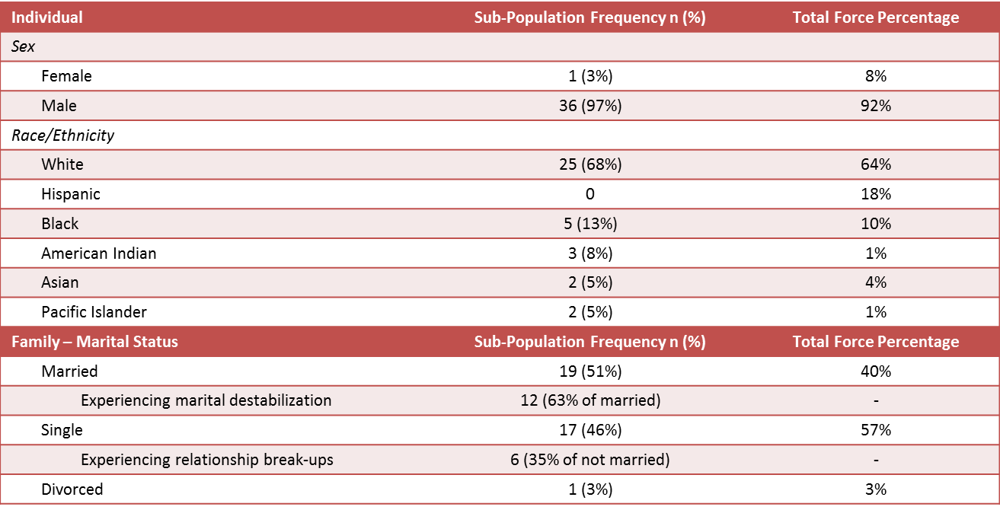 Individual Sub-Population Frequency n (%) Total Force Percentage
Sex
Female 1 (3%) 8%
Male 36 (97%) 92%
Race/Ethnicity
White 25 (68%) 64%
Hispanic 0 18%
Black 5 (13%) 10%
American Indian 3 (8%) 1%
Asian 2 (5%) 4%
Pacific Islander 2 (5%) 1%
Family – Marital Status Sub-Population Frequency n (%) Total Force Percentage
Married 19 (51%) 40%
Experiencing marital destabilization 12 (63% of married) -
Single 17 (46%) 57%
Experiencing relationship break-ups 6 (35% of not married) -
Divorced 1 (3%) 3%